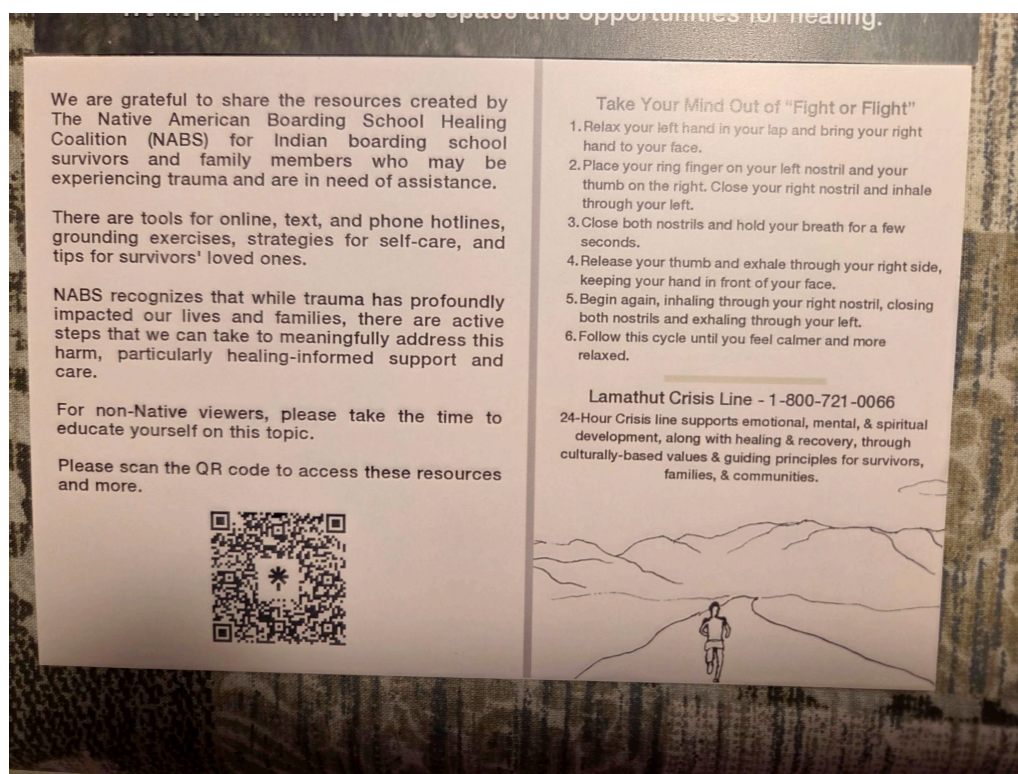 We hope this film provides space and opportunities for healing.
We are grateful to share the resources created by
The Native American Boarding School Healing
Coalition (NABS) for Indian boarding school
survivors and family members who may be
experiencing trauma and are in need of assistance.
There are tools for online, text, and phone hotlines,
grounding exercises, strategies for self-care, and
tips for survivors' loved ones.
NABS recognizes that while trauma has profoundly
impacted our lives and families, there are active
steps that we can take to meaningfully address this
harm, particularly healing-informed support and
care.
For non-Native viewers, please take the time to
educate yourself on this topic.
Please scan the QR code to access these resources
and more.
Take Your Mind Out of "Fight or Flight"
1. Relax your left hand in your lap and bring your right
hand to your face.
2. Place your ring finger on your left nostril and your
thumb on the right. Close your right nostril and inhale
through your left.
3. Close both nostrils and hold your breath for a few
seconds.
4. Release your thumb and exhale through your right side,
keeping your hand in front of your face.
5. Begin again, inhaling through your right nostril, closing
both nostrils and exhaling through your left.
6. Follow this cycle until you feel calmer and more
relaxed.
Lamathut Crisis Line - 1-800-721-0066
24-Hour Crisis line supports emotional, mental, & spiritual
development, along with healing & recovery, through
culturally-based values & guiding principles for survivors,
families, & communities.